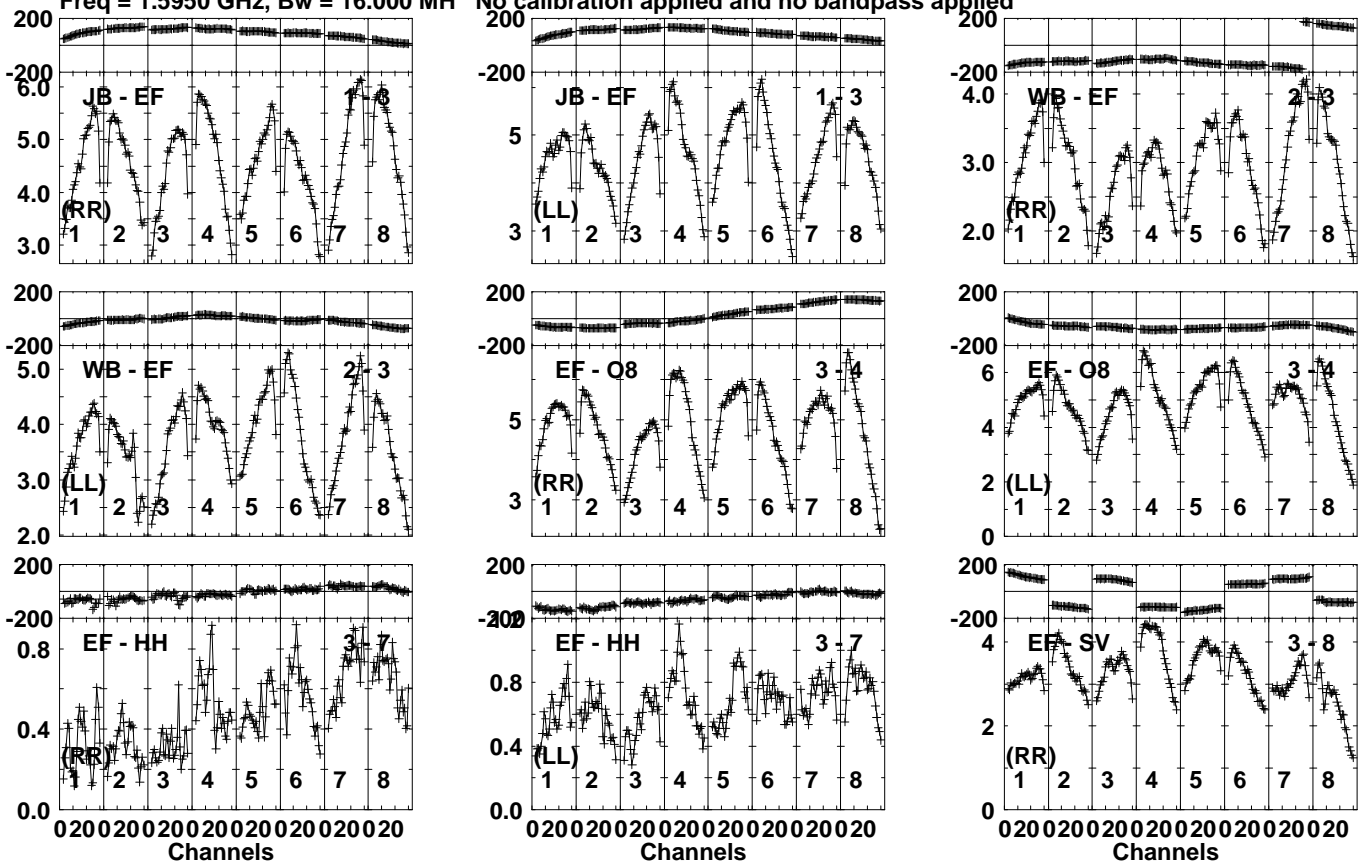 Freq = 1.5950 GHz, Bw = 16.000 MH No calibration applied and no bandpass applied
200
-200
6.0
5.0
4.0
3.0
JB - EF
1 - 3
(RR)
1 2 3 4 5 6 7 8
200
-200
5
3
JB - EF
1 - 3
(LL)
1 2 3 4 5 6 7 8
200
-200
4.0
3.0
2.0
WB - EF
2 - 3
(RR)
1 2 3 4 5 6 7 8
200
-200
5.0
4.0
3.0
2.0
WB - EF
2 - 3
(LL)
1 2 3 4 5 6 7 8
200
-200
5
3
EF - O8
3 - 4
(RR)
1 2 3 4 5 6 7 8
200
-200
6
4
2
0
EF - O8
3 - 4
(LL)
1 2 3 4 5 6 7 8
200
-200
0.8
0.4
0.0
EF - HH
3 - 7
(RR)
1 2 3 4 5 6 7 8
0 20 0 20 0 20 0 20 0 20 0 20 0 20 0 20
Channels
200
-200
1.2
0.8
0.4
0.0
EF - HH
3 - 7
(LL)
1 2 3 4 5 6 7 8
0 20 0 20 0 20 0 20 0 20 0 20 0 20 0 20
Channels
200
-200
4
2
0
EF - SV
3 - 8
(RR)
1 2 3 4 5 6 7 8
0 20 0 20 0 20 0 20 0 20 0 20 0 20 0 20
Channels